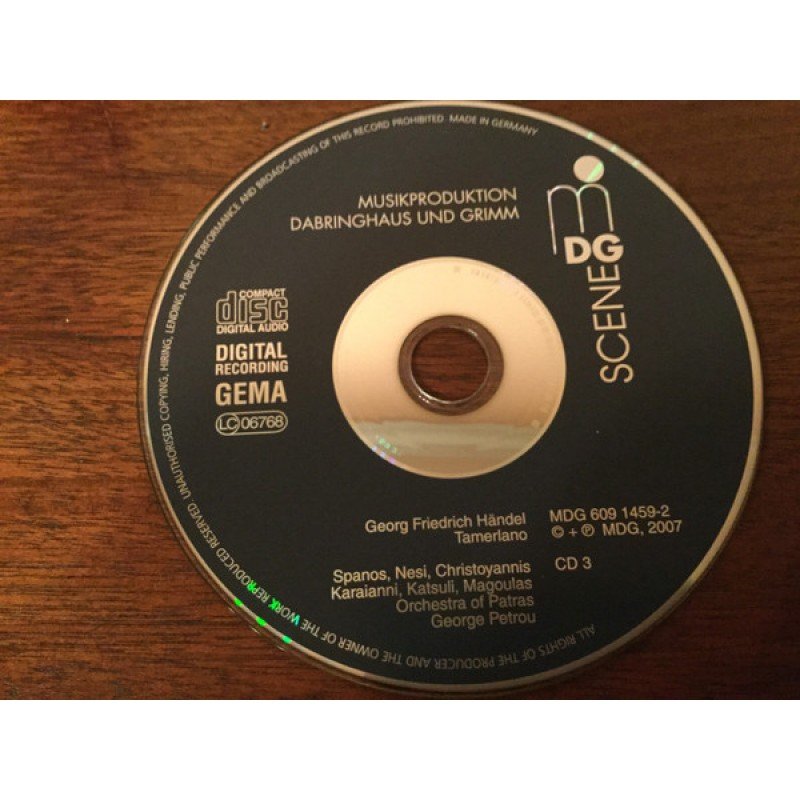 ALL RIGHTS OF THE PRODUCER AND THE OWNER OF THE WORK REPRODUCED RESERVED. UNAUTHORISED COPYING, HIRING, LENDING, PUBLIC PERFORMANCE AND BROADCASTING OF THIS RECORD PROHIBITED MADE IN GERMANY
MUSIKPRODUKTION
DABRINGHAUS UND GRIMM
DG
SCENE
COMPACT
disc
DIGITAL AUDIO
DIGITAL
RECORDING
GEMA
LC 06768
Georg Friedrich Händel
Tamerlano
MDG 609 1459-2
© + ℗ MDG, 2007
Spanos, Nesi, Christoyannis
Karaianni, Katsuli, Magoulas
Orchestra of Patras
George Petrou
CD 3